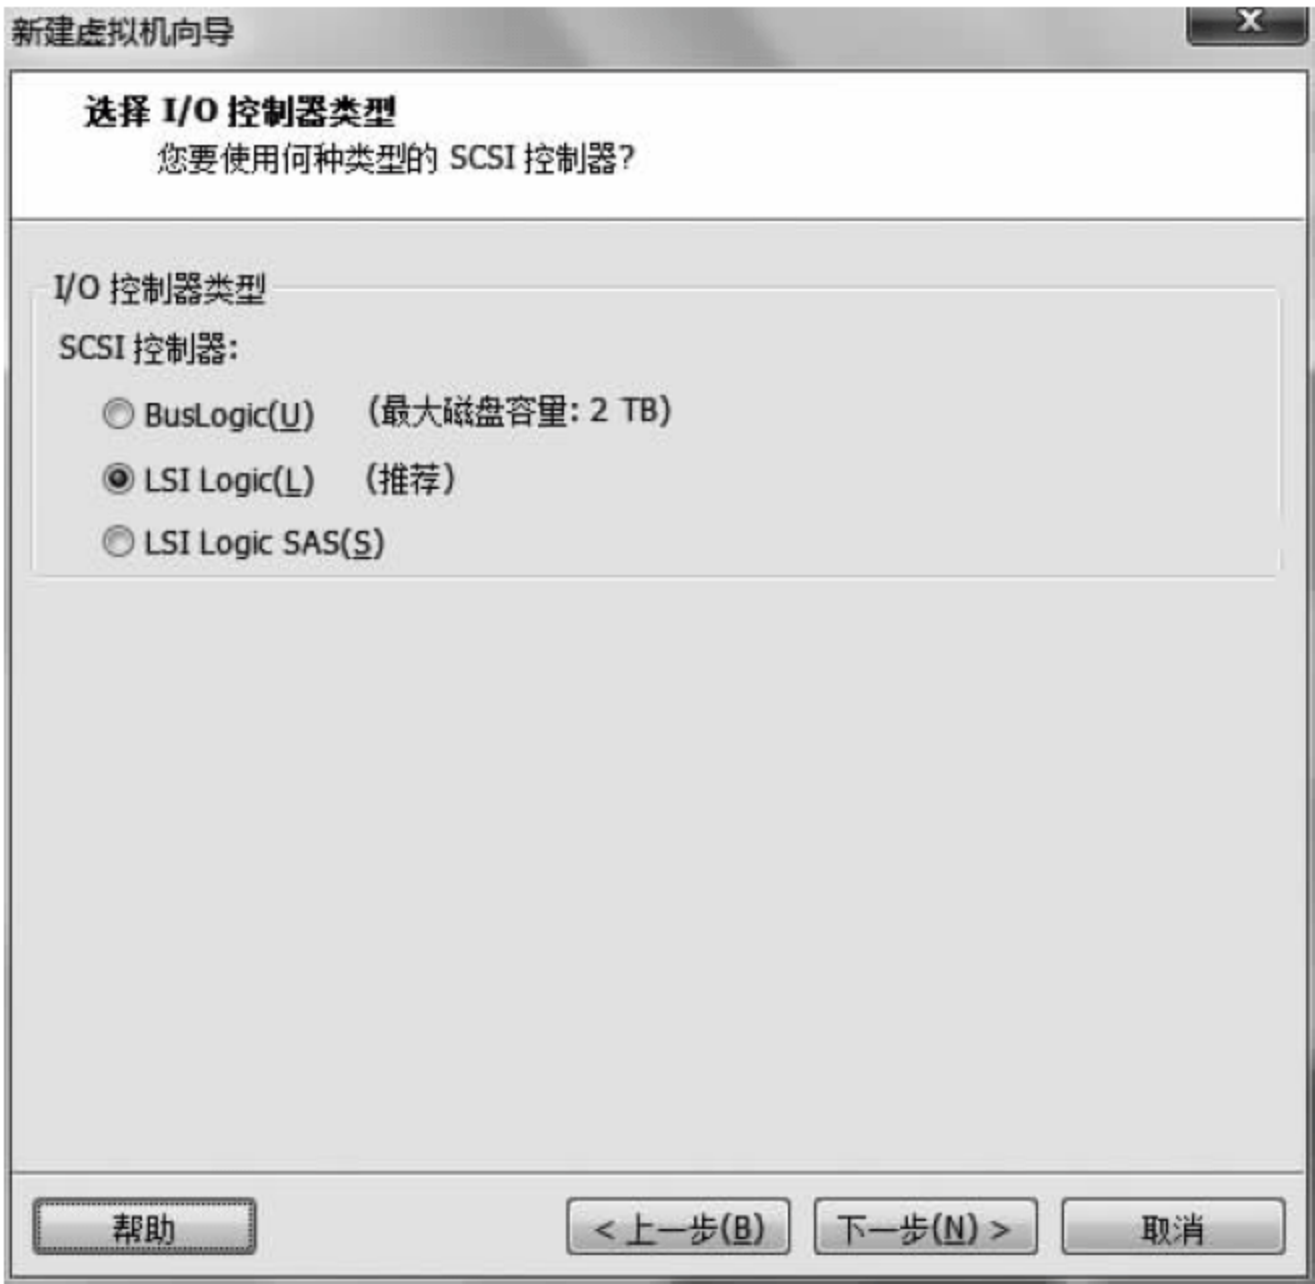 新建虚拟机向导
x
选择 I/O 控制器类型
您要使用何种类型的 SCSI 控制器?
I/O 控制器类型
SCSI 控制器:
BusLogic(U) (最大磁盘容里: 2 TB)
LSI Logic(L) (推荐)
LSI Logic SAS(S)
帮助 < 上一步(B) 下一步(N) > 取消